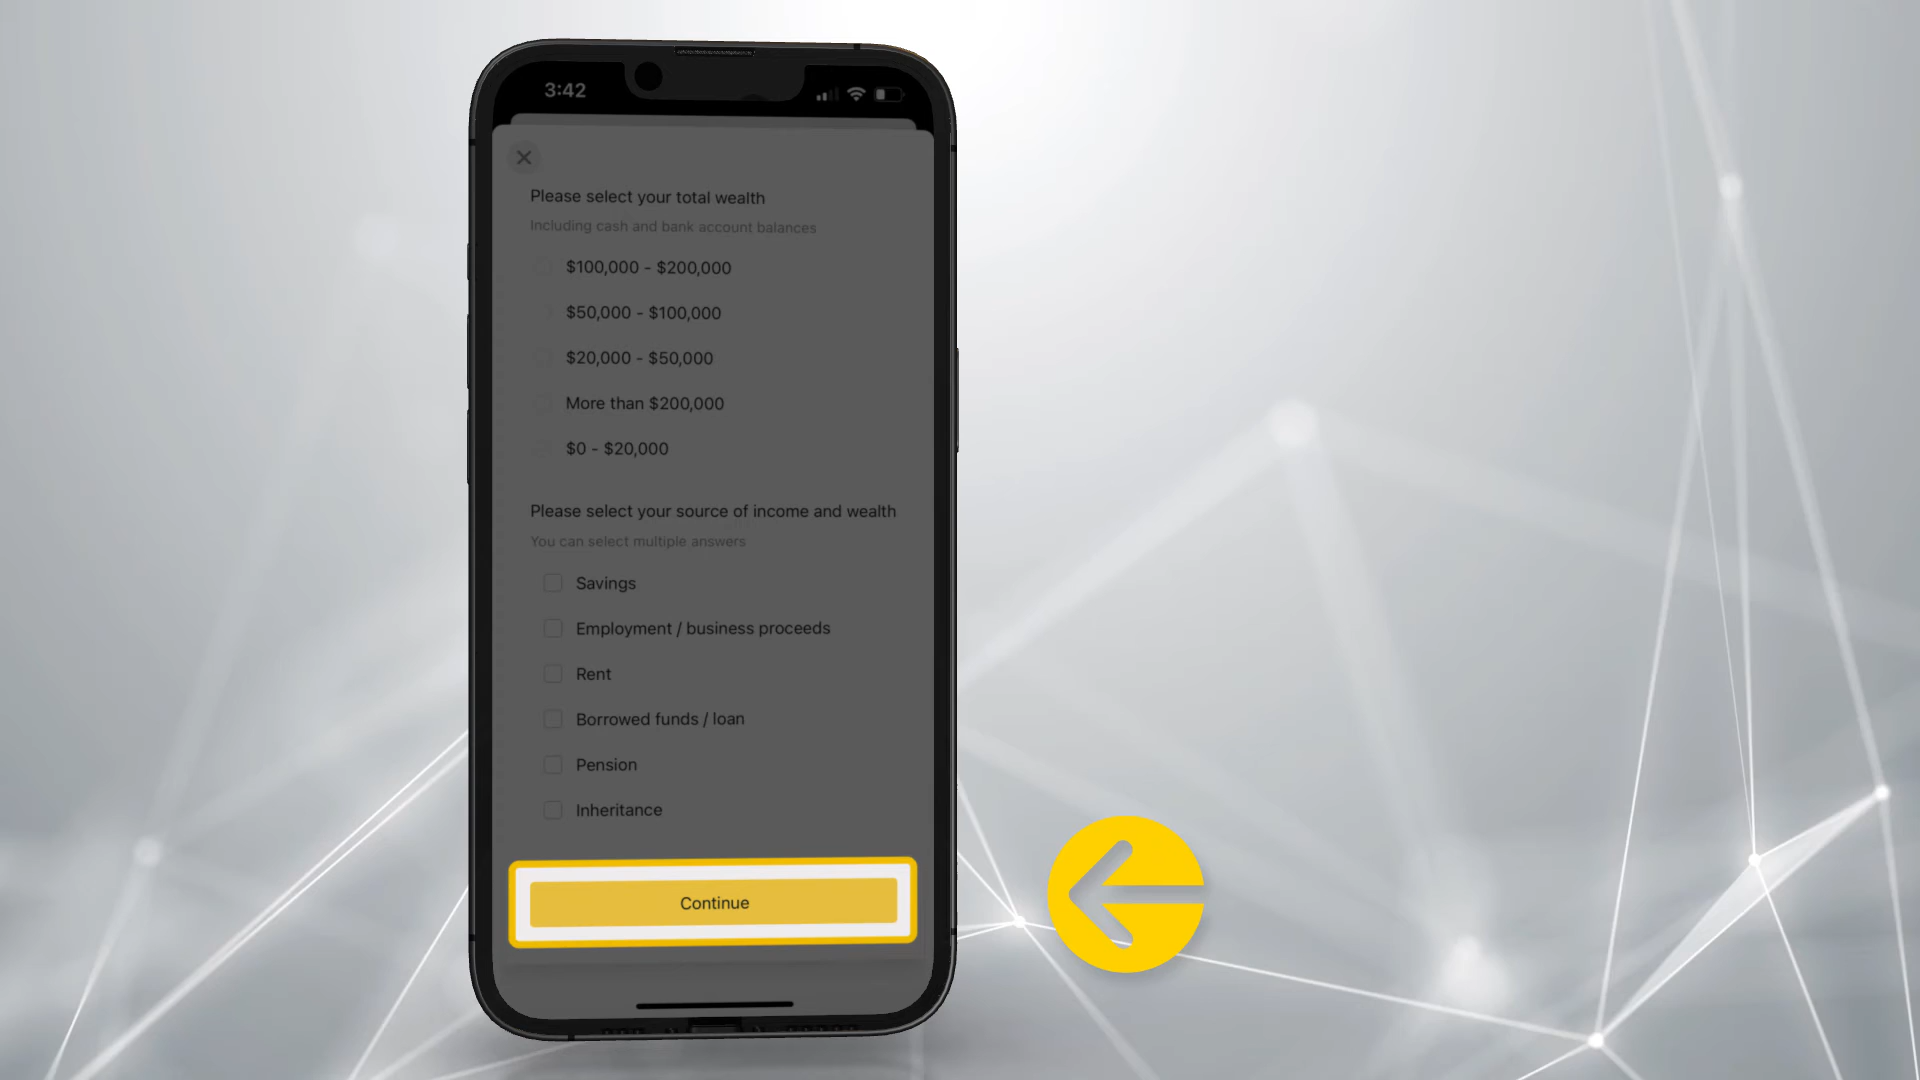 3:42
Please select your total wealth
Including cash and bank account balances
$100,000 - $200,000
$50,000 - $100,000
$20,000 - $50,000
More than $200,000
$0 - $20,000
Please select your source of income and wealth
You can select multiple answers
Savings
Employment / business proceeds
Rent
Borrowed funds / loan
Pension
Inheritance
Continue